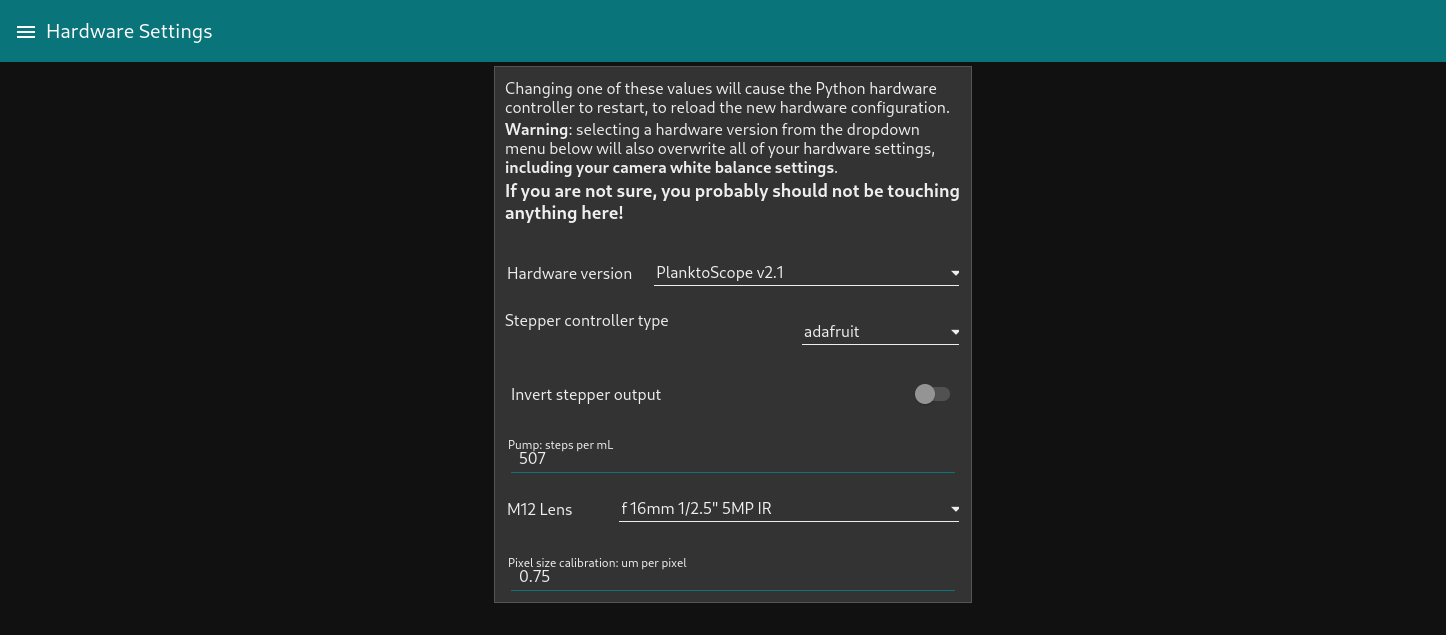 Hardware Settings
Changing one of these values will cause the Python hardware
controller to restart, to reload the new hardware configuration.
Warning: selecting a hardware version from the dropdown
menu below will also overwrite all of your hardware settings,
including your camera white balance settings.
If you are not sure, you probably should not be touching
anything here!
Hardware version PlanktoScope v2.1
Stepper controller type
adafruit
Invert stepper output
Pump: steps per mL
507
M12 Lens f 16mm 1/2.5" 5MP IR
Pixel size calibration: um per pixel
0.75